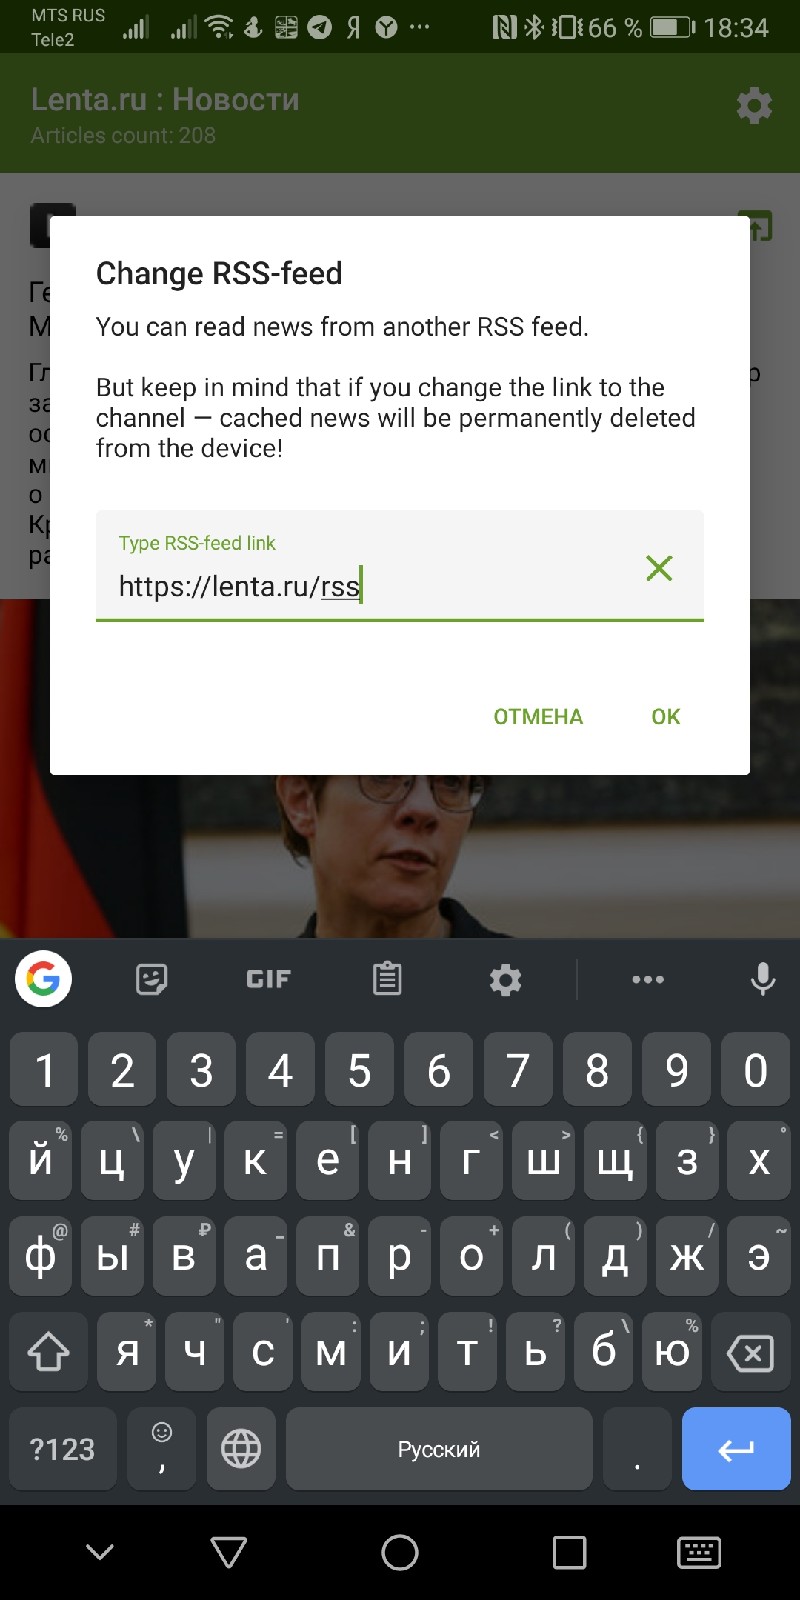 MTS RUS
Tele2
66 %
18:34
Lenta.ru : Новости
Articles count: 208
Change RSS-feed
You can read news from another RSS feed.
But keep in mind that if you change the link to the
channel — cached news will be permanently deleted
from the device!
Type RSS-feed link
https://lenta.ru/rss
ОТМЕНА OK
GIF
1 2 3 4 5 6 7 8 9 0
й ц у к е н г ш щ з х
ф ы в а п р о л д ж э
я ч с м и т ь б ю
?123 , Русский .